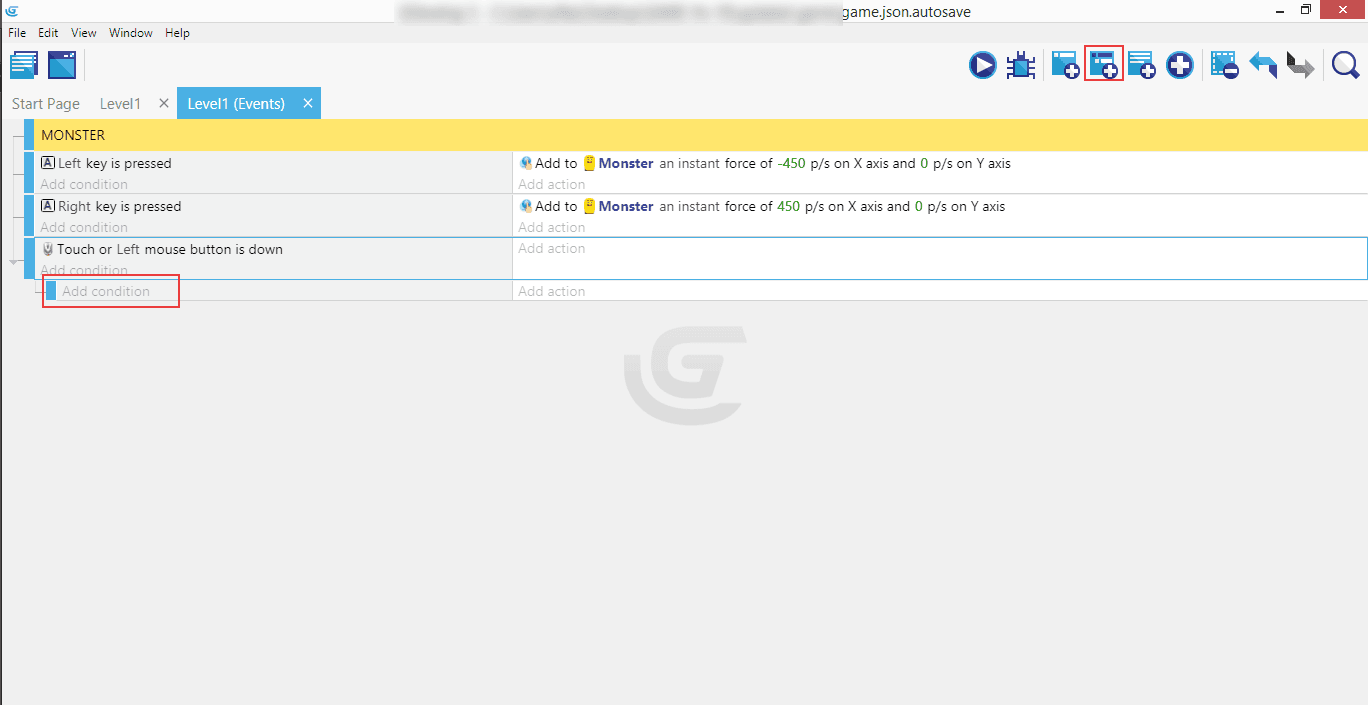 game.json.autosave
File Edit View Window Help
Start Page Level1 Level1 (Events)
MONSTER
Left key is pressed Add to Monster an instant force of -450 p/s on X axis and 0 p/s on Y axis
Add condition Add action
Right key is pressed Add to Monster an instant force of 450 p/s on X axis and 0 p/s on Y axis
Add condition Add action
Touch or Left mouse button is down Add action
Add condition
Add condition Add action